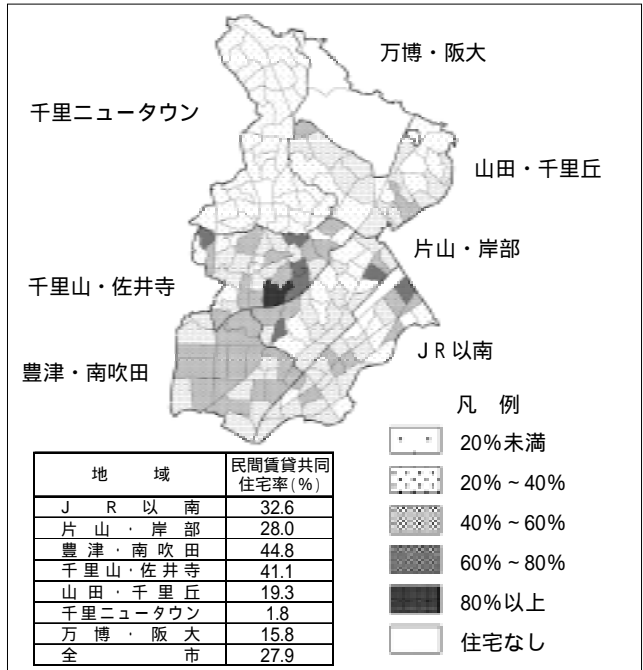 万博・阪大
千里ニュータウン
山田・千里丘
片山・岸部
千里山・佐井寺
JR以南
豊津・南吹田
凡 例
20%未満
20%~40%
40%~60%
60%~80%
80%以上
住宅なし
地 域 民間賃貸共同住宅率(%)
J R 以 南 32.6
片 山 ・ 岸 部 28.0
豊 津 ・ 南 吹 田 44.8
千 里 山 ・ 佐 井 寺 41.1
山 田 ・ 千 里 丘 19.3
千里ニュータウン 1.8
万 博 ・ 阪 大 15.8
全 市 27.9